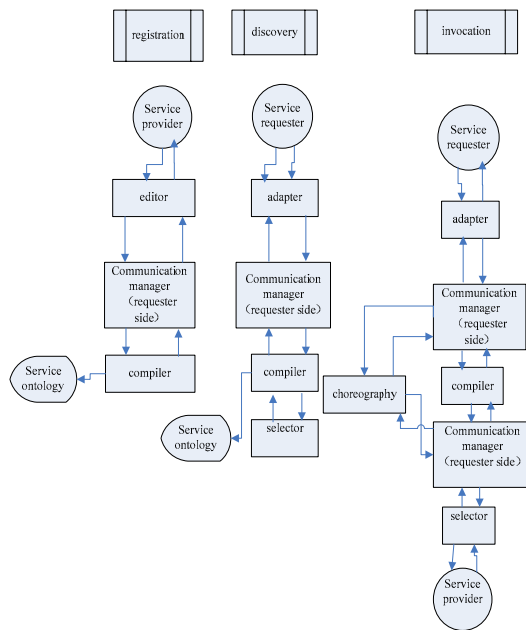 registration
discovery
invocation
Service
provider
editor
Communication
manager
（requester
side）
compiler
Service
ontology
Service
requester
adapter
Communication
manager
（requester
side）
compiler
selector
Service
ontology
Service
requester
adapter
Communication
manager
（requester
side）
compiler
choreography
Communication
manager
（requester side）
selector
Service
provider